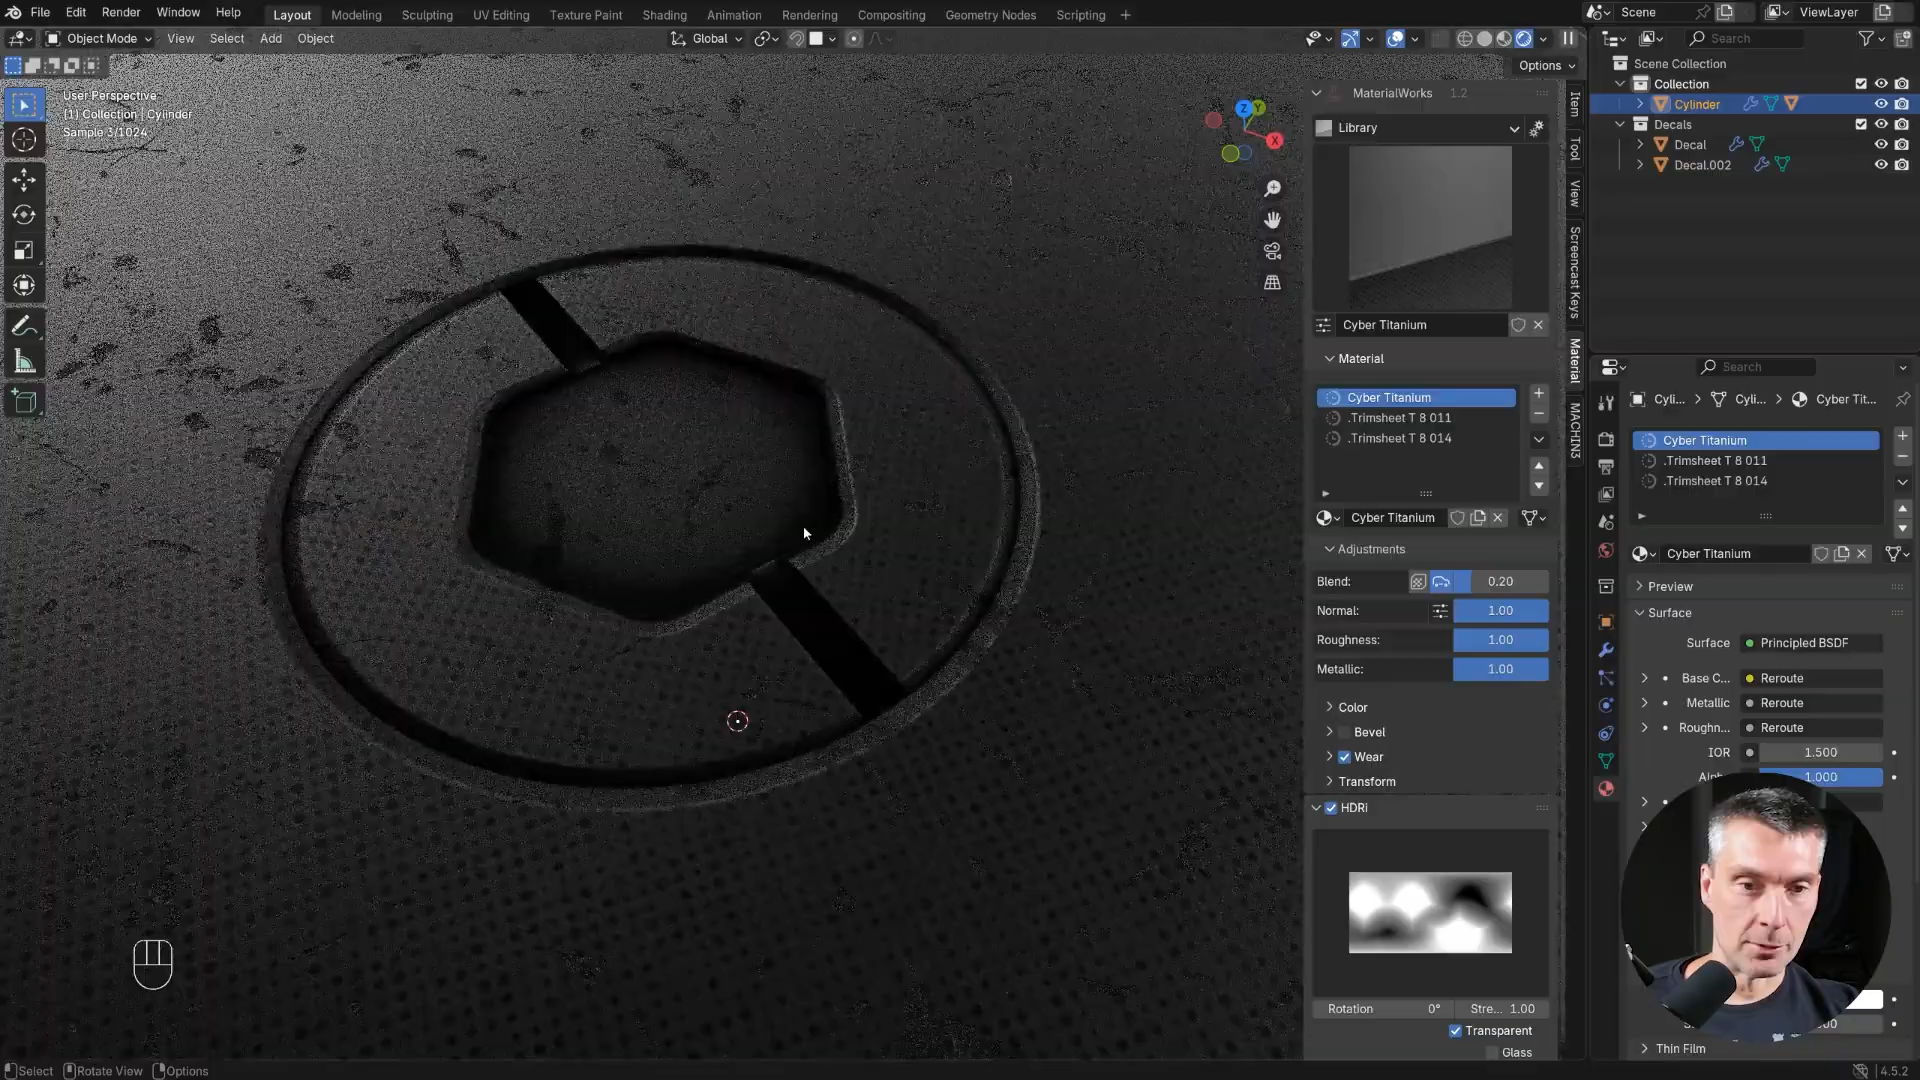 File Edit Render Window Help Layout Modeling Sculpting UV Editing Texture Paint Shading Animation Rendering Compositing Geometry Nodes Scripting + Scene ViewLayer
Object Mode View Select Add Object Global Search
Options
User Perspective
(1) Collection | Cylinder
Sample 3/1024
Z
Y
X
MaterialWorks 1.2
Library
Cyber Titanium
Material
Cyber Titanium
.Trimsheet T 8 011
.Trimsheet T 8 014
Cyber Titanium
Adjustments
Blend: 0.20
Normal: 1.00
Roughness: 1.00
Metallic: 1.00
Color
Bevel
Wear
Transform
HDRi
Rotation 0° Stre... 1.00
Transparent
Glass
Item
Tool
View
Screencast Keys
Material
MACHIN3
Scene Collection
Collection
Cylinder
Decals
Decal
Decal.002
Search
Cyli... Cyli... Cyber Tit...
Cyber Titanium
.Trimsheet T 8 011
.Trimsheet T 8 014
Cyber Titanium
Preview
Surface
Surface Principled BSDF
Base C... Reroute
Metallic Reroute
Roughn... Reroute
IOR 1.500
1.000
Thin Film
Select Rotate View Options 4.5.2